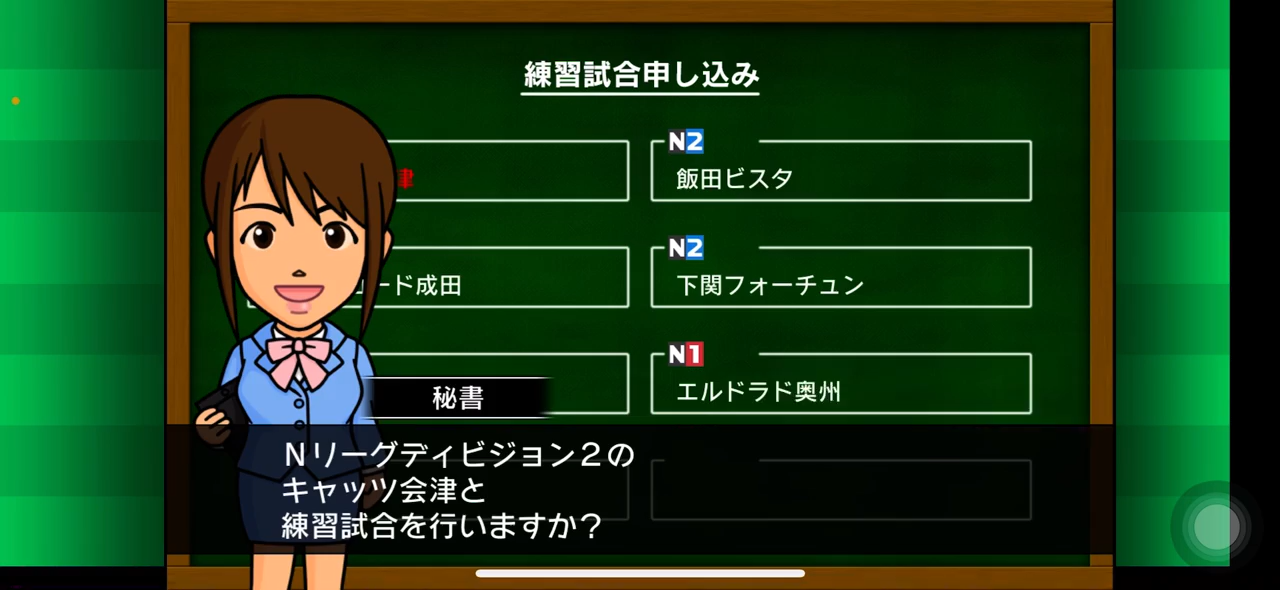 練習試合申し込み
津
N2
飯田ビスタ
ード成田
N2
下関フォーチュン
N1
エルドラド奥州
秘書
Nリーグディビジョン2の
キャッツ会津と
練習試合を行いますか?